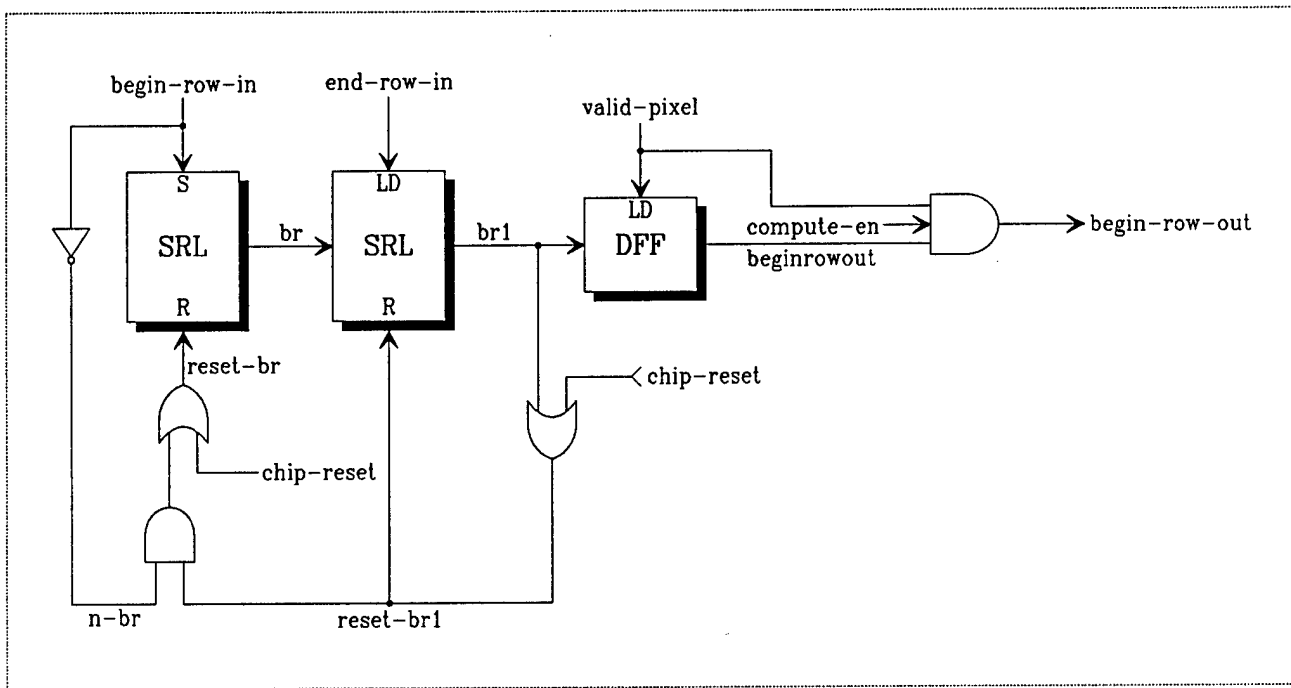 begin-row-in
end-row-in
valid-pixel
S
SRL
R
br
LD
SRL
R
br1
LD
DFF
compute-en
beginrowout
begin-row-out
reset-br
chip-reset
chip-reset
n-br
reset-br1